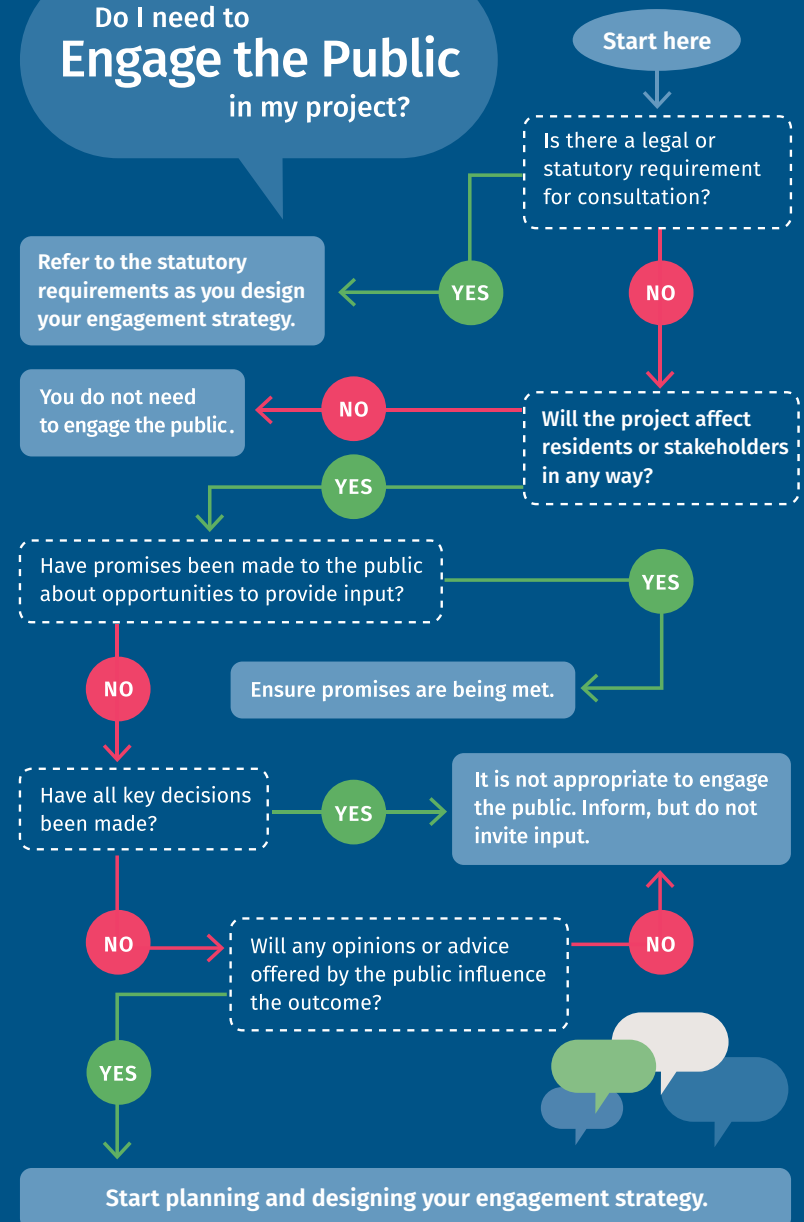 Do I need to
Engage the Public
in my project?
Start here
Is there a legal or
statutory requirement
for consultation?
YES
NO
Refer to the statutory
requirements as you design
your engagement strategy.
Will the project affect
residents or stakeholders
in any way?
NO
You do not need
to engage the public.
YES
Have promises been made to the public
about opportunities to provide input?
YES
Ensure promises are being met.
NO
Have all key decisions
been made?
YES
It is not appropriate to engage
the public. Inform, but do not
invite input.
NO
Will any opinions or advice
offered by the public influence
the outcome?
NO
YES
Start planning and designing your engagement strategy.